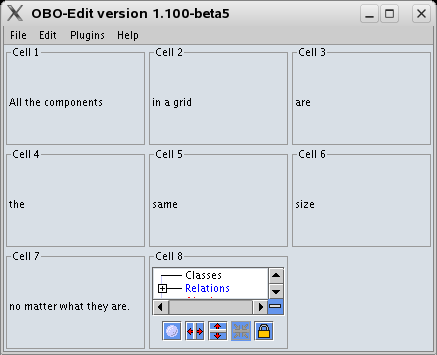 OBO-Edit version 1.100-beta5
File Edit Plugins Help
Cell 1 Cell 2 Cell 3
All the components in a grid are
Cell 4 Cell 5 Cell 6
the same size
Cell 7 Cell 8
Classes
Relations
no matter what they are.